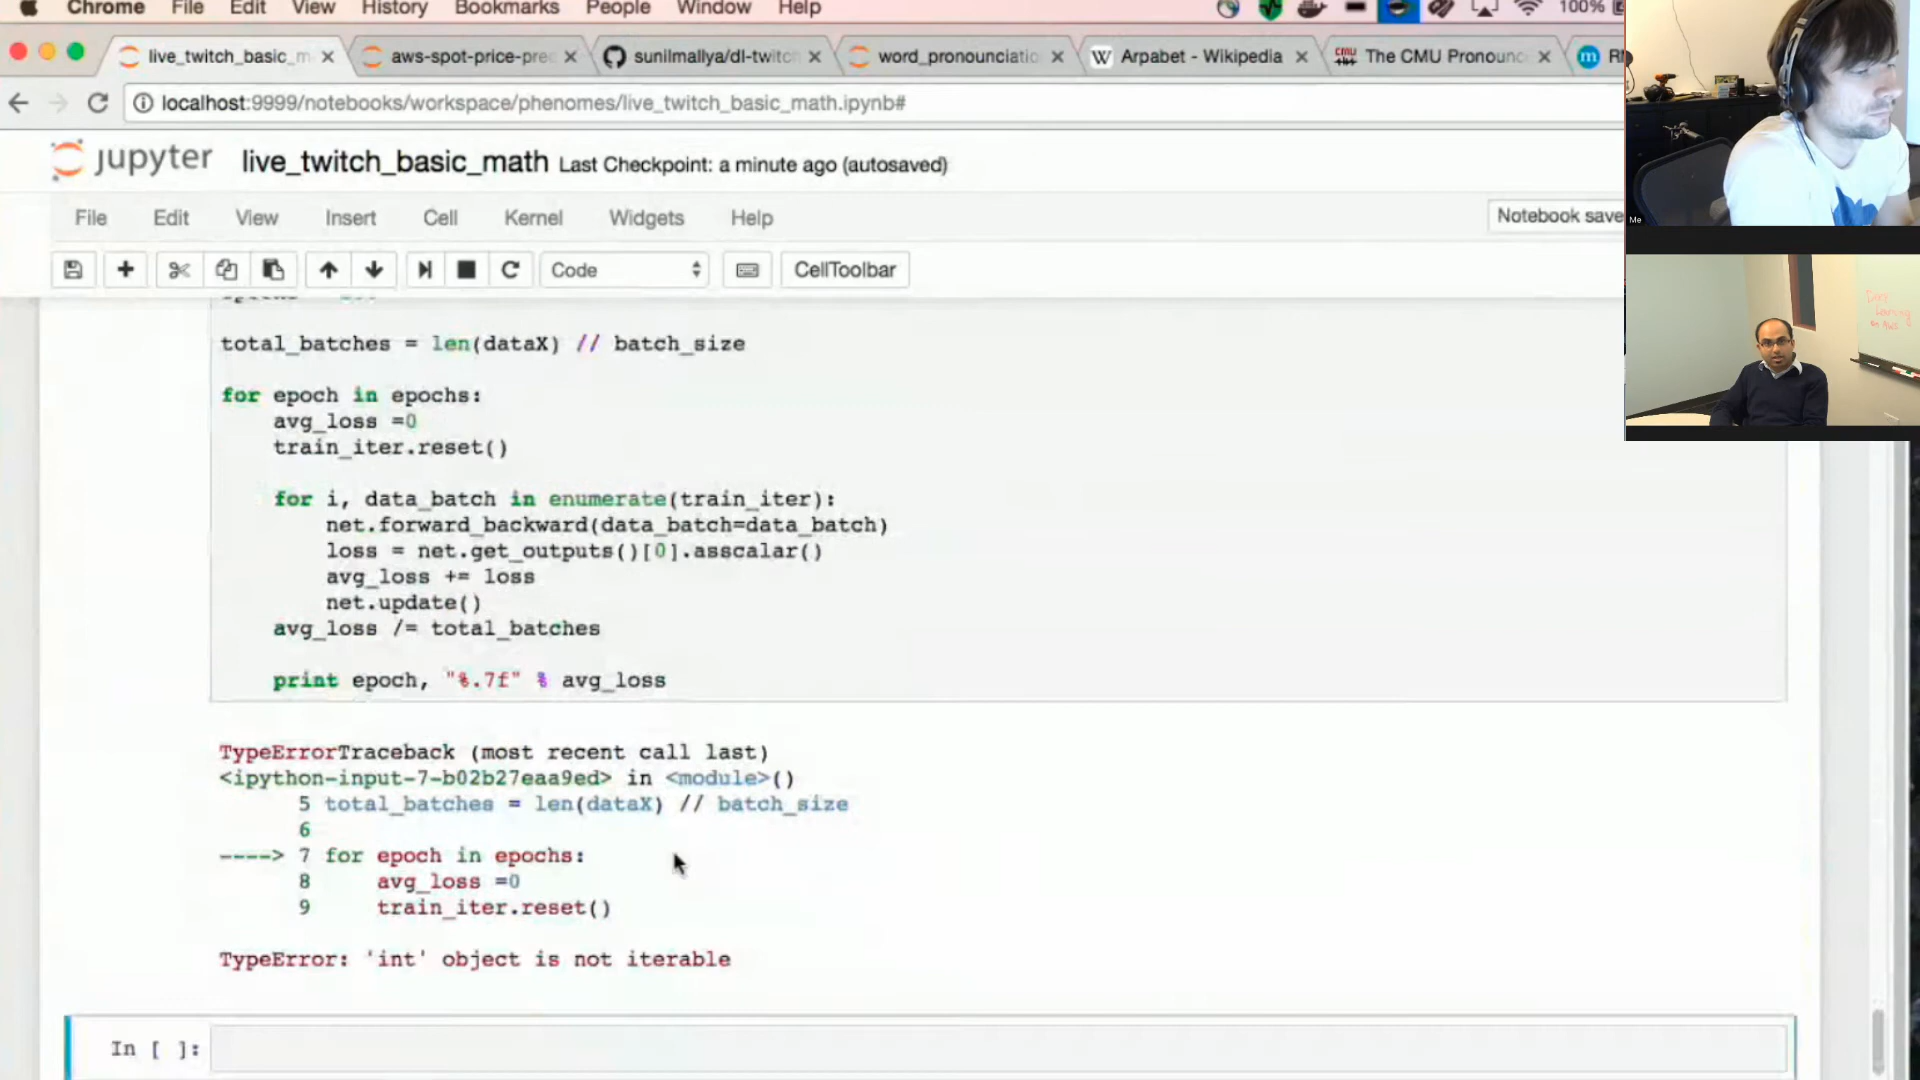 Chrome File Edit View History Bookmarks People Window Help 100%
live_twitch_basic_m aws-spot-price-pre sunilmallya/dl-twitc word_pronounciatio Arpabet - Wikipedia The CMU Pronounc
localhost:9999/notebooks/workspace/phenomes/live_twitch_basic_math.ipynb#
jupyter live_twitch_basic_math Last Checkpoint: a minute ago (autosaved)
File Edit View Insert Cell Kernel Widgets Help Notebook save
Code CellToolbar
total_batches = len(dataX) // batch_size
for epoch in epochs:
avg_loss =0
train_iter.reset()
for i, data_batch in enumerate(train_iter):
net.forward_backward(data_batch=data_batch)
loss = net.get_outputs()[0].asscalar()
avg_loss += loss
net.update()
avg_loss /= total_batches
print epoch, "%.7f" % avg_loss
TypeErrorTraceback (most recent call last)
<ipython-input-7-b02b27eaa9ed> in <module>()
5 total_batches = len(dataX) // batch_size
6
----> 7 for epoch in epochs:
8 avg_loss =0
9 train_iter.reset()
TypeError: 'int' object is not iterable
In [ ]:
Me
Deep
Learning
on AWS